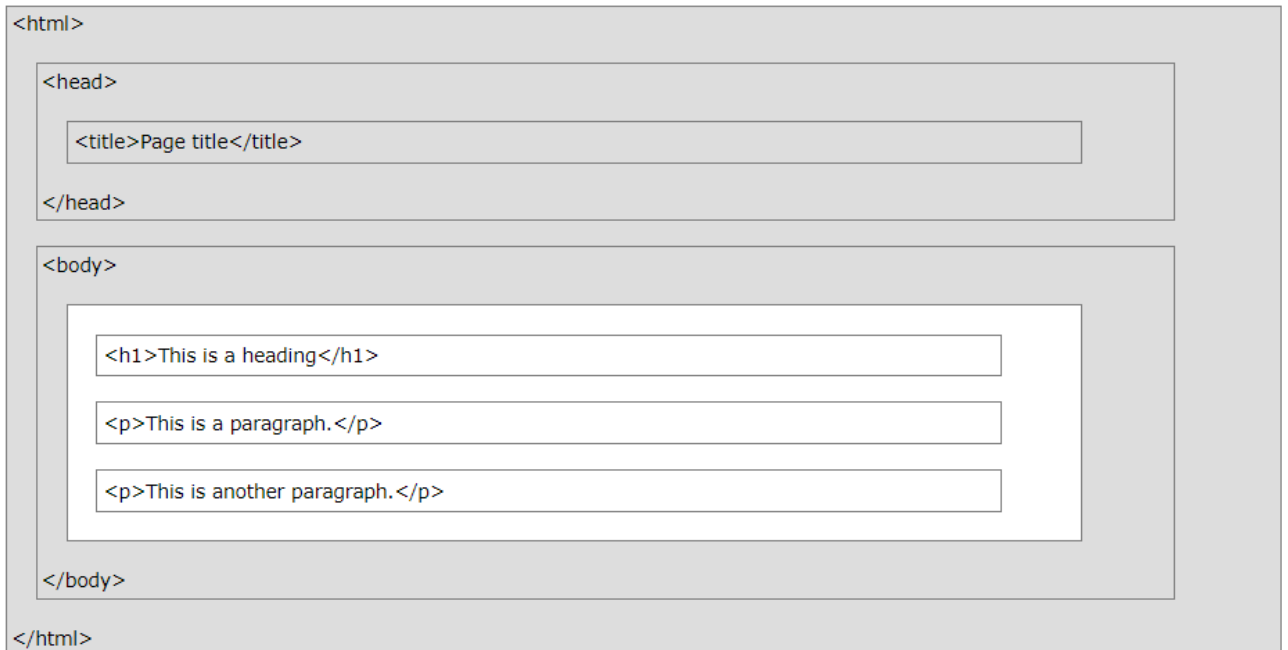 <html>
<head>
<title>Page title</title>
</head>
<body>
<h1>This is a heading</h1>
<p>This is a paragraph.</p>
<p>This is another paragraph.</p>
</body>
</html>